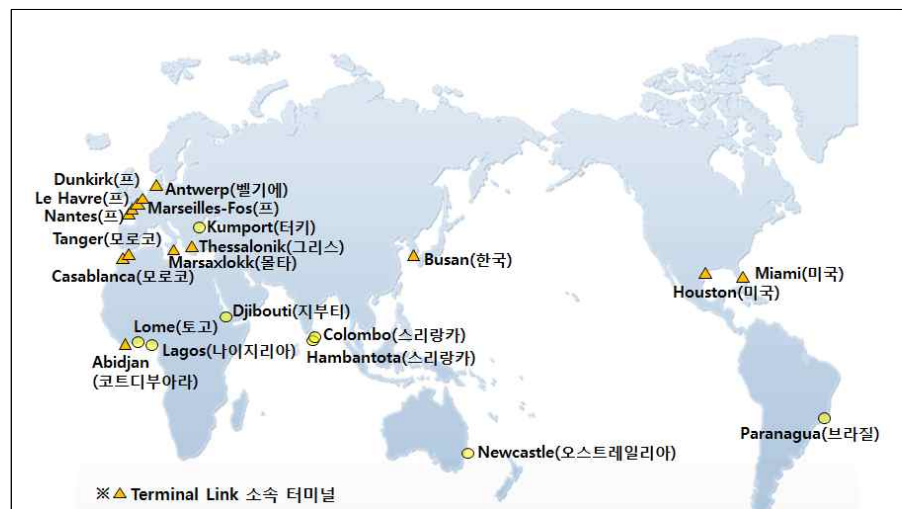 Dunkirk(프)
Antwerp(벨기에)
Le Havre(프)
Marseilles-Fos(프)
Nantes(프)
Kumport(터키)
Tanger(모로코)
Thessalonik(그리스)
Marsaxlokk(몰타)
Casablanca(모로코)
Busan(한국)
Miami(미국)
Houston(미국)
Djibouti(지부티)
Lome(토고)
Colombo(스리랑카)
Lagos(나이지리아)
Hambantota(스리랑카)
Abidjan
(코트디부아라)
Paranagua(브라질)
Newcastle(오스트레일리아)
※ Terminal Link 소속 터미널